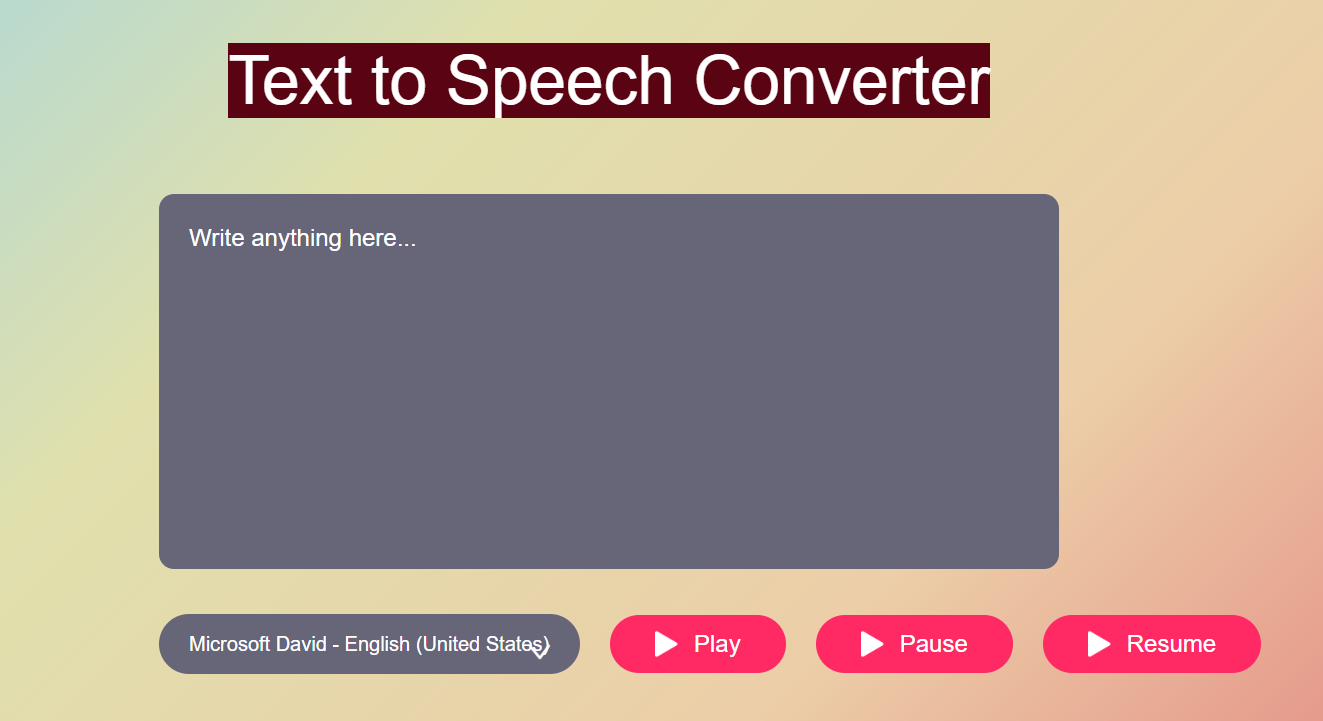 Text to Speech Converter
Write anything here...
Microsoft David - English (United States)
Play
Pause
Resume